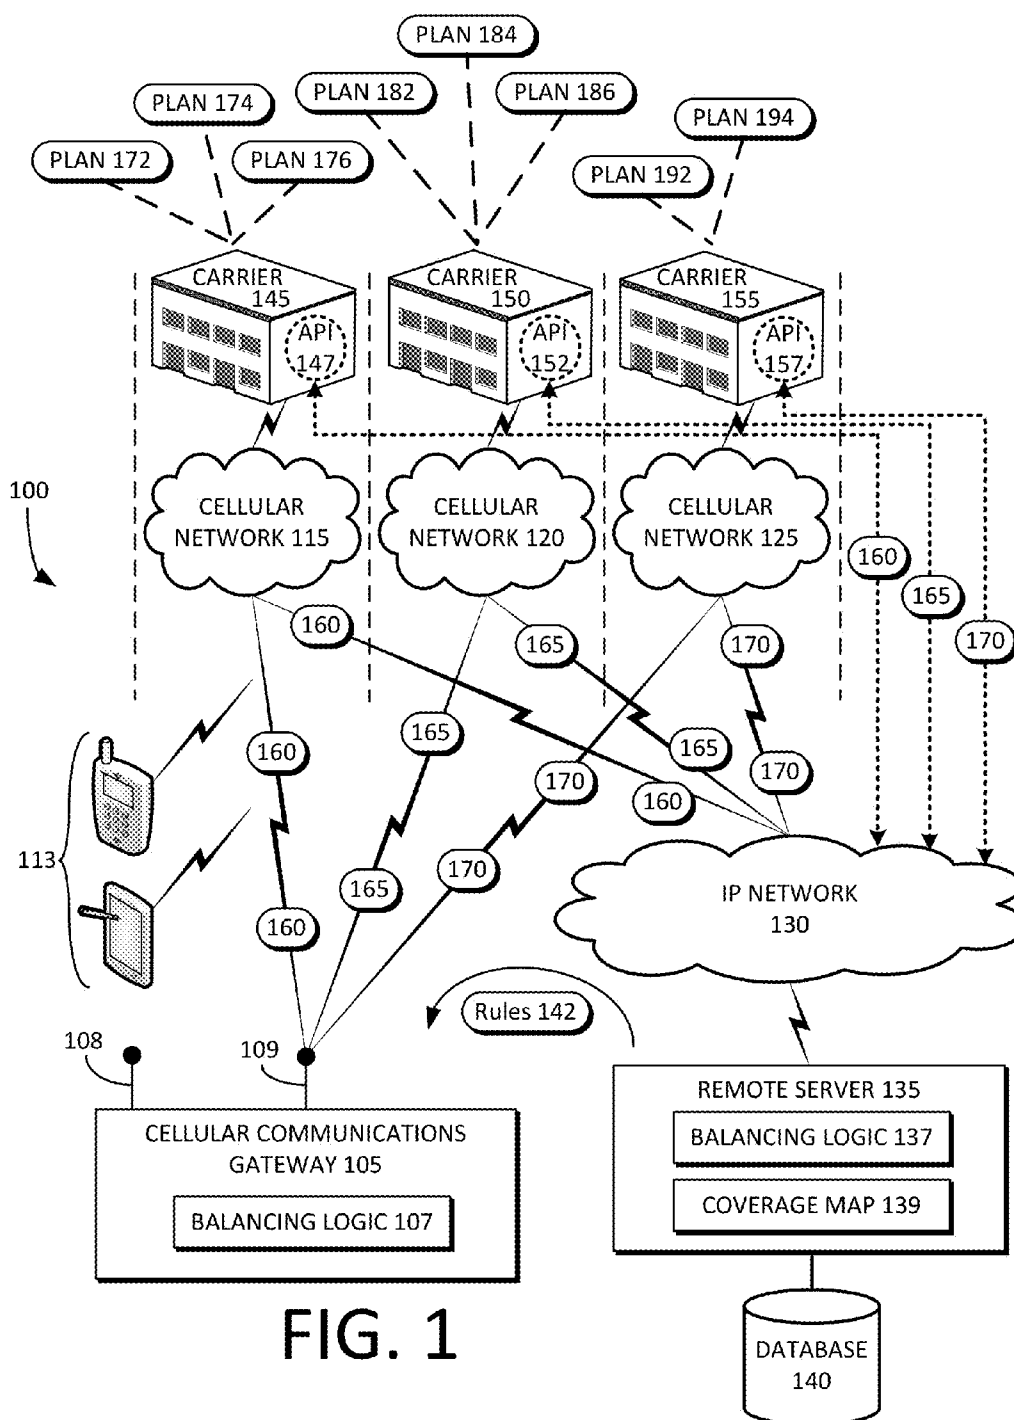 PLAN 184
PLAN 174
PLAN 182
PLAN 186
PLAN 194
PLAN 172
PLAN 176
PLAN 192
CARRIER
145
CARRIER
150
CARRIER
155
API
147
API
152
API
157
100
CELLULAR
NETWORK 115
CELLULAR
NETWORK 120
CELLULAR
NETWORK 125
160
165
170
160
165
170
160
165
165
170
170
160
113
170
165
160
IP NETWORK
130
Rules 142
108
109
CELLULAR COMMUNICATIONS
GATEWAY 105
BALANCING LOGIC 107
REMOTE SERVER 135
BALANCING LOGIC 137
COVERAGE MAP 139
FIG. 1
DATABASE
140